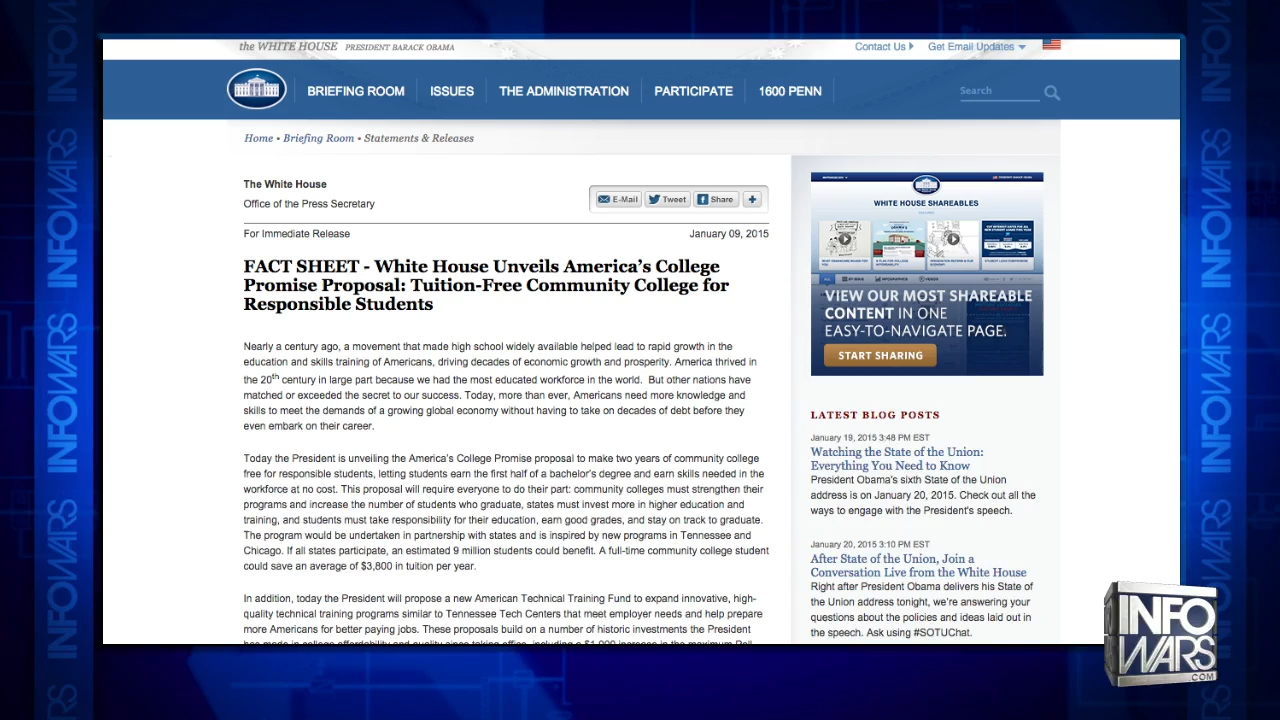 the WHITE HOUSE PRESIDENT BARACK OBAMA
Contact Us
Get Email Updates
BRIEFING ROOM
ISSUES
THE ADMINISTRATION
PARTICIPATE
1600 PENN
Search
Home • Briefing Room • Statements & Releases
The White House
Office of the Press Secretary
E-Mail
Tweet
Share
For Immediate Release
January 09, 2015
FACT SHEET - White House Unveils America's College
Promise Proposal: Tuition-Free Community College for
Responsible Students
Nearly a century ago, a movement that made high school widely available helped lead to rapid growth in the
education and skills training of Americans, driving decades of economic growth and prosperity. America thrived in
the 20th century in large part because we had the most educated workforce in the world. But other nations have
matched or exceeded the secret to our success. Today, more than ever, Americans need more knowledge and
skills to meet the demands of a growing global economy without having to take on decades of debt before they
even embark on their career.
Today the President is unveiling the America's College Promise proposal to make two years of community college
free for responsible students, letting students earn the first half of a bachelor's degree and earn skills needed in the
workforce at no cost. This proposal will require everyone to do their part: community colleges must strengthen their
programs and increase the number of students who graduate, states must invest more in higher education and
training, and students must take responsibility for their education, earn good grades, and stay on track to graduate.
The program would be undertaken in partnership with states and is inspired by new programs in Tennessee and
Chicago. If all states participate, an estimated 9 million students could benefit. A full-time community college student
could save an average of $3,800 in tuition per year.
In addition, today the President will propose a new American Technical Training Fund to expand innovative, high-
quality technical training programs similar to Tennessee Tech Centers that meet employer needs and help prepare
more Americans for better paying jobs. These proposals build on a number of historic investments the President
WHITE HOUSE SHAREABLES
VIEW OUR MOST SHAREABLE
CONTENT IN ONE
EASY-TO-NAVIGATE PAGE.
START SHARING
LATEST BLOG POSTS
January 19, 2015 3:48 PM EST
Watching the State of the Union:
Everything You Need to Know
President Obama's sixth State of the Union
address is on January 20, 2015. Check out all the
ways to engage with the President's speech.
January 20, 2015 3:10 PM EST
After State of the Union, Join a
Conversation Live from the White House
Right after President Obama delivers his State of
the Union address tonight, we're answering your
questions about the policies and ideas laid out in
the speech. Ask using #SOTUChat.
INFO
WARS
.COM
INFOWARS
INFOWARS
INFOWARS
INFOWARS
INFOWARS
INFOWARS
INFOWARS